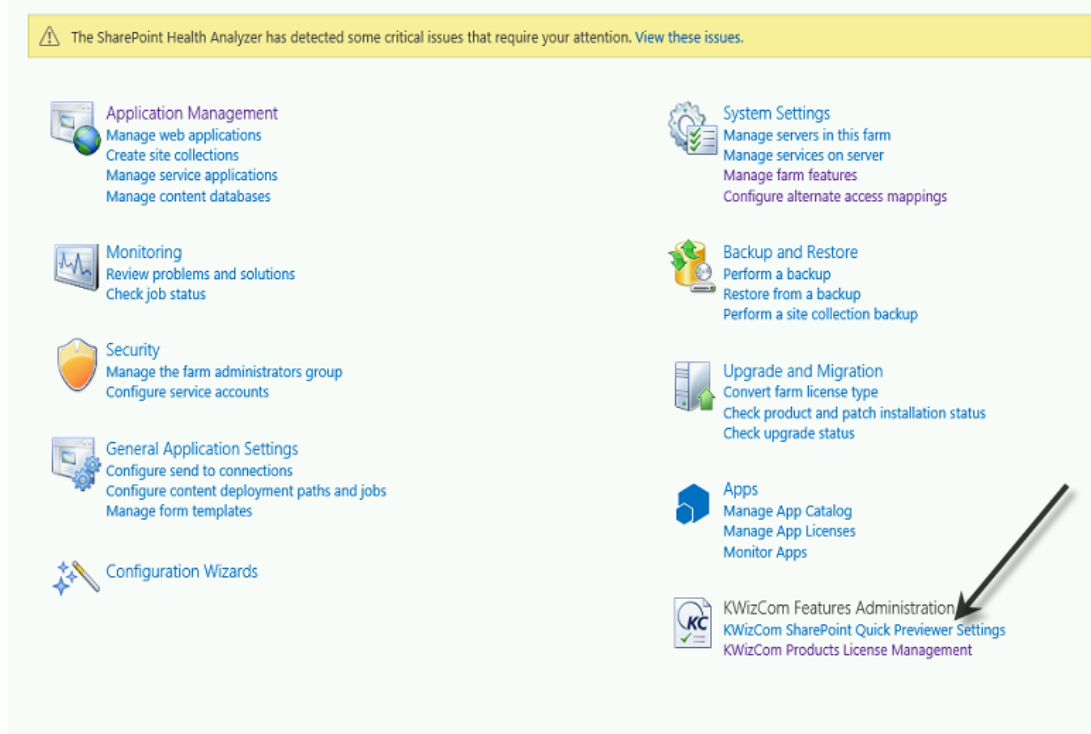 The SharePoint Health Analyzer has detected some critical issues that require your attention. View these issues.
Application Management
Manage web applications
Create site collections
Manage service applications
Manage content databases
Monitoring
Review problems and solutions
Check job status
Security
Manage the farm administrators group
Configure service accounts
General Application Settings
Configure send to connections
Configure content deployment paths and jobs
Manage form templates
Configuration Wizards
System Settings
Manage servers in this farm
Manage services on server
Manage farm features
Configure alternate access mappings
Backup and Restore
Perform a backup
Restore from a backup
Perform a site collection backup
Upgrade and Migration
Convert farm license type
Check product and patch installation status
Check upgrade status
Apps
Manage App Catalog
Manage App Licenses
Monitor Apps
KC
KWizCom Features Administration
KWizCom SharePoint Quick Previewer Settings
KWizCom Products License Management